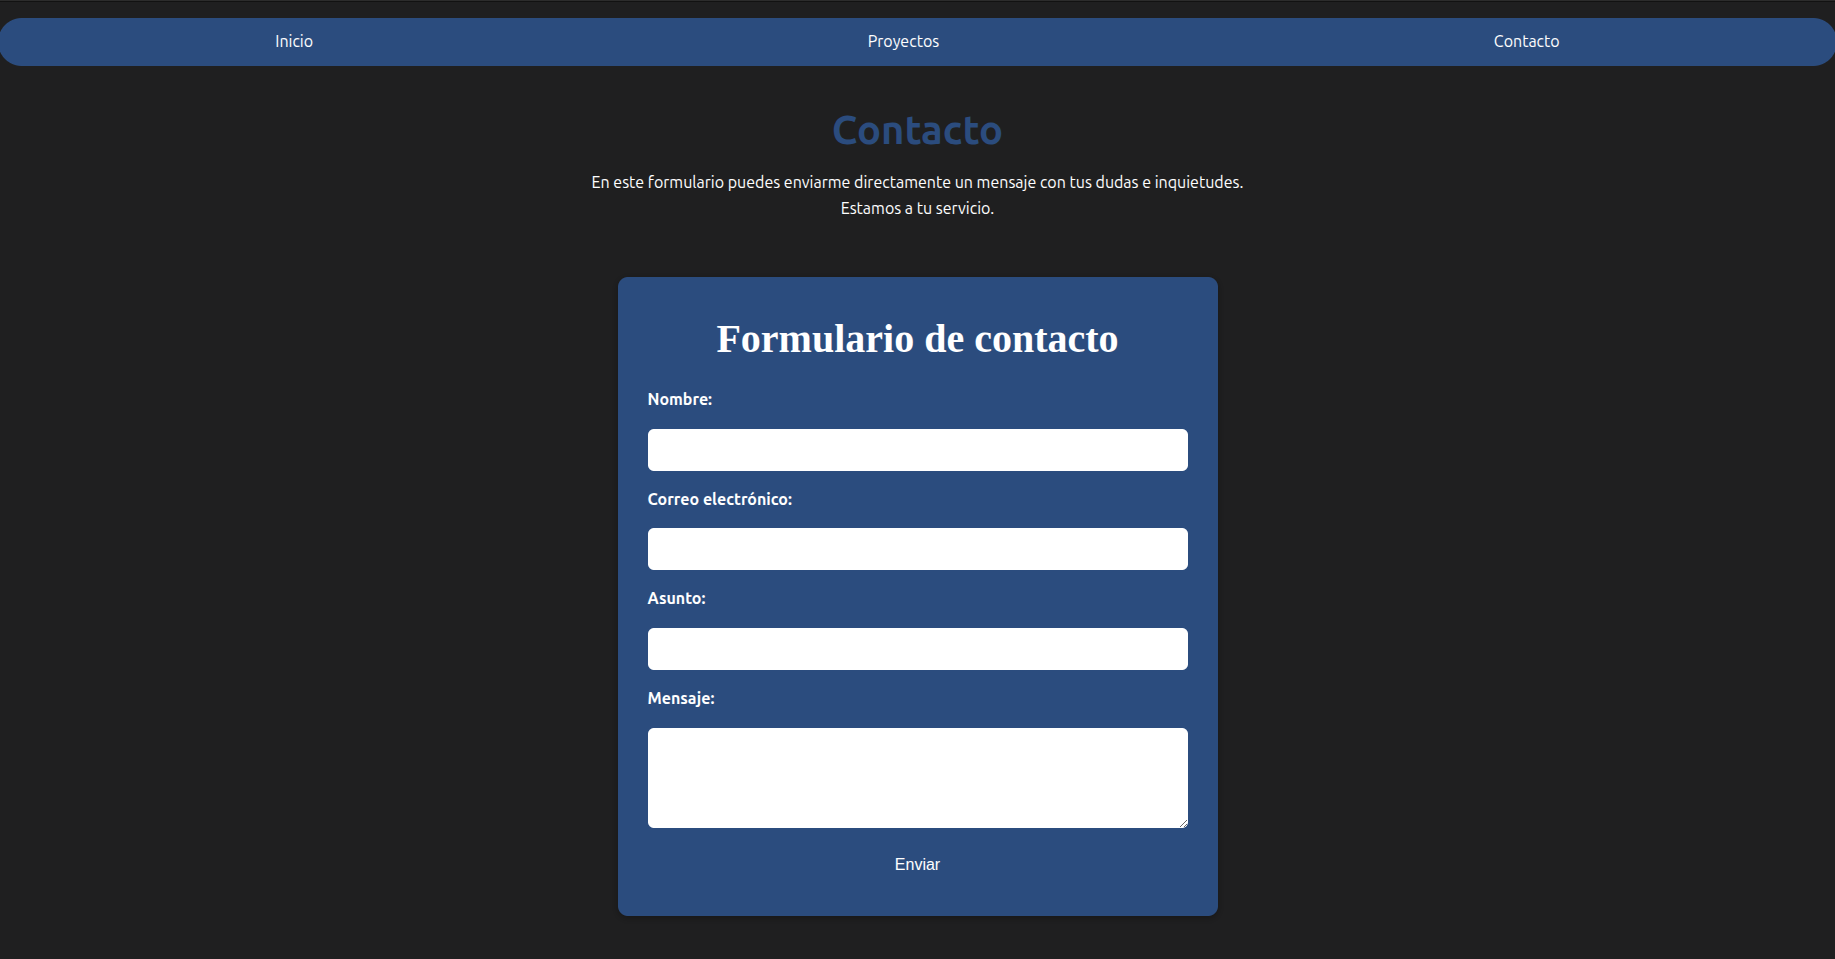 Inicio Proyectos Contacto
Contacto
En este formulario puedes enviarme directamente un mensaje con tus dudas e inquietudes.
Estamos a tu servicio.
Formulario de contacto
Nombre:
Correo electrónico:
Asunto:
Mensaje:
Enviar